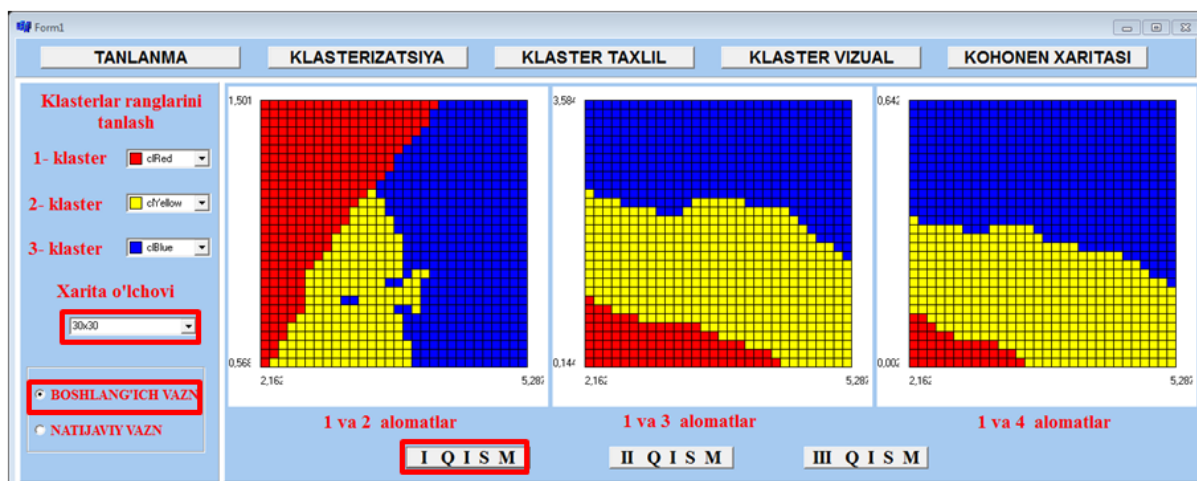 Form1
TANLANMA KLASTERIZATSIYA KLASTER TAXLIL KLASTER VIZUAL KOHONEN XARITASI
Klasterlar ranglarini
tanlash
1- klaster clRed
2- klaster clYellow
3- klaster clBlue
Xarita o'lchovi
30x30
BOSHLANG'ICH VAZN
NATIJAVIY VAZN
1,501
0,568
2,162 5,287
1 va 2 alomatlar
3,584
0,144
2,162 5,287
1 va 3 alomatlar
0,642
0,002
2,162 5,287
1 va 4 alomatlar
I Q I S M II Q I S M III Q I S M